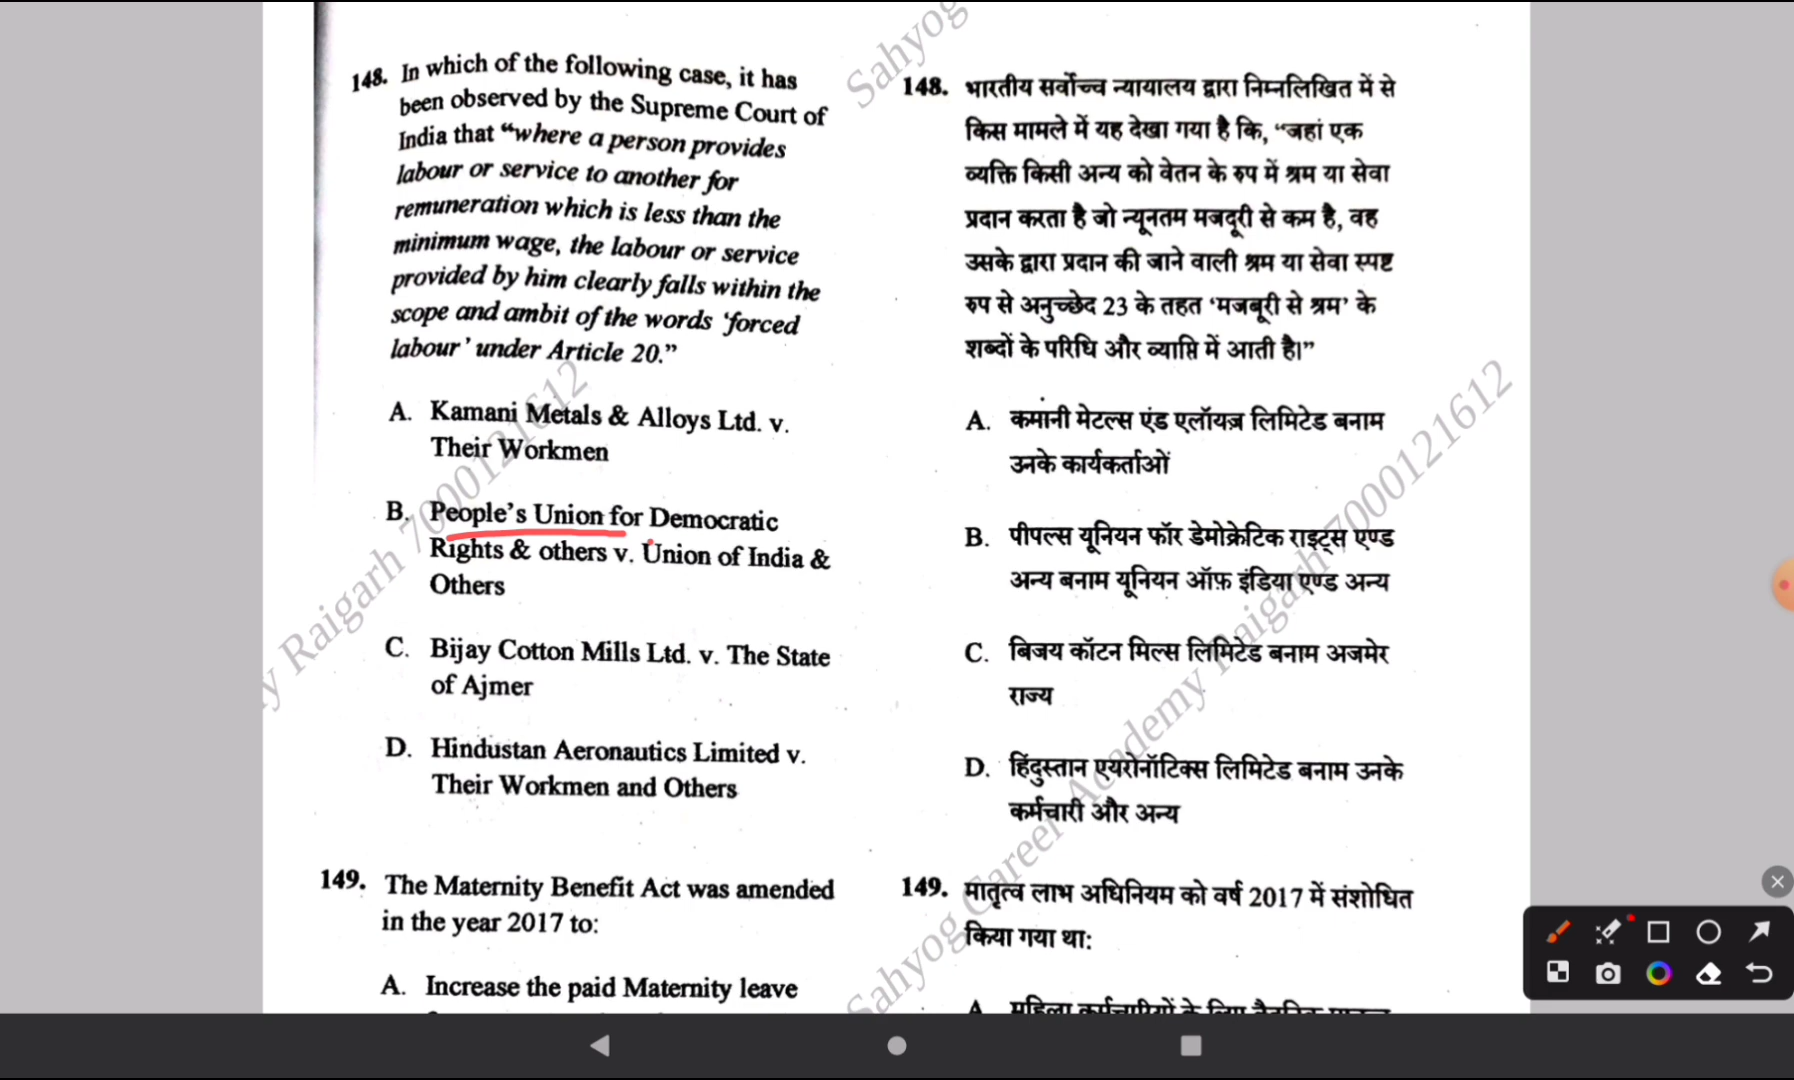 148. In which of the following case, it has
been observed by the Supreme Court of
India that “where a person provides
labour or service to another for
remuneration which is less than the
minimum wage, the labour or service
provided by him clearly falls within the
scope and ambit of the words ‘forced
labour’ under Article 20.”
A. Kamani Metals & Alloys Ltd. v.
Their Workmen
B. People’s Union for Democratic
Rights & others v. Union of India &
Others
C. Bijay Cotton Mills Ltd. v. The State
of Ajmer
D. Hindustan Aeronautics Limited v.
Their Workmen and Others
149. The Maternity Benefit Act was amended
in the year 2017 to:
A. Increase the paid Maternity leave
148. भारतीय सर्वोच्च न्यायालय द्वारा निम्नलिखित में से
किस मामले में यह देखा गया है कि, “जहां एक
व्यक्ति किसी अन्य को वेतन के रुप में श्रम या सेवा
प्रदान करता है जो न्यूनतम मजदूरी से कम है, वह
उसके द्वारा प्रदान की जाने वाली श्रम या सेवा स्पष्ट
रुप से अनुच्छेद 23 के तहत ‘मजबूरी से श्रम’ के
शब्दों के परिधि और व्याप्ति में आती है।”
A. कमांनी मेटल्स एंड एलॉयज़ लिमिटेड बनाम
उनके कार्यकर्ताओं
B. पीपल्स यूनियन फॉर डेमोक्रेटिक राइट्स एण्ड
अन्य बनाम यूनियन ऑफ़ इंडिया एण्ड अन्य
C. बिजय कॉटन मिल्स लिमिटेड बनाम अजमेर
राज्य
D. हिंदुस्तान एयरोनॉटिक्स लिमिटेड बनाम उनके
कर्मचारी और अन्य
149. मातृत्व लाभ अधिनियम को वर्ष 2017 में संशोधित
किया गया था:
A महिला कर्मचारियों के लिए वैतनिक
Sahyog
y Raigarh 7000121612
Sahyog Career Academy Raigarh 7000121612